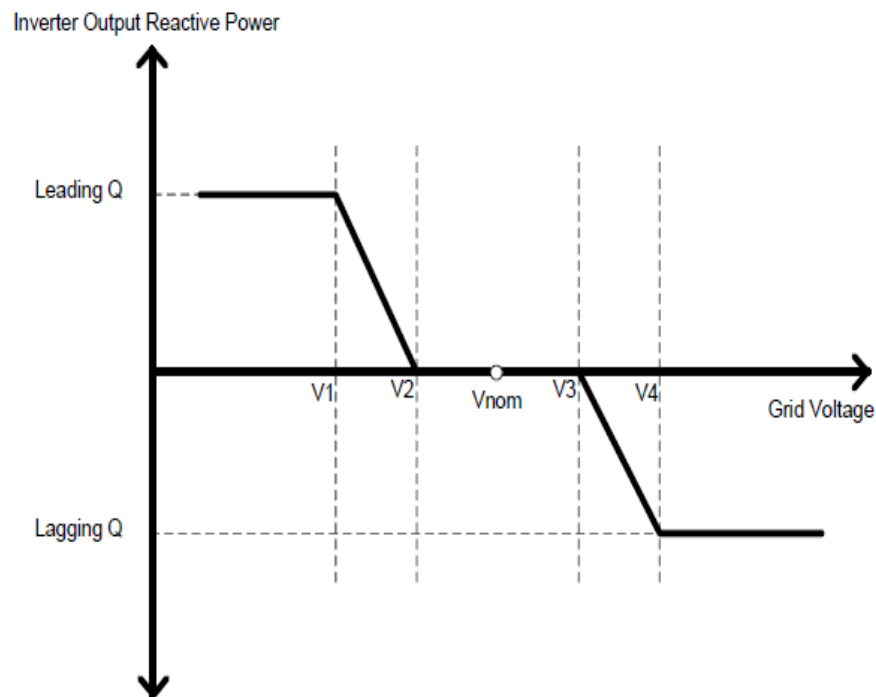 Inverter Output Reactive Power
Leading Q
V1
V2
Vnom
V3
V4
Grid Voltage
Lagging Q